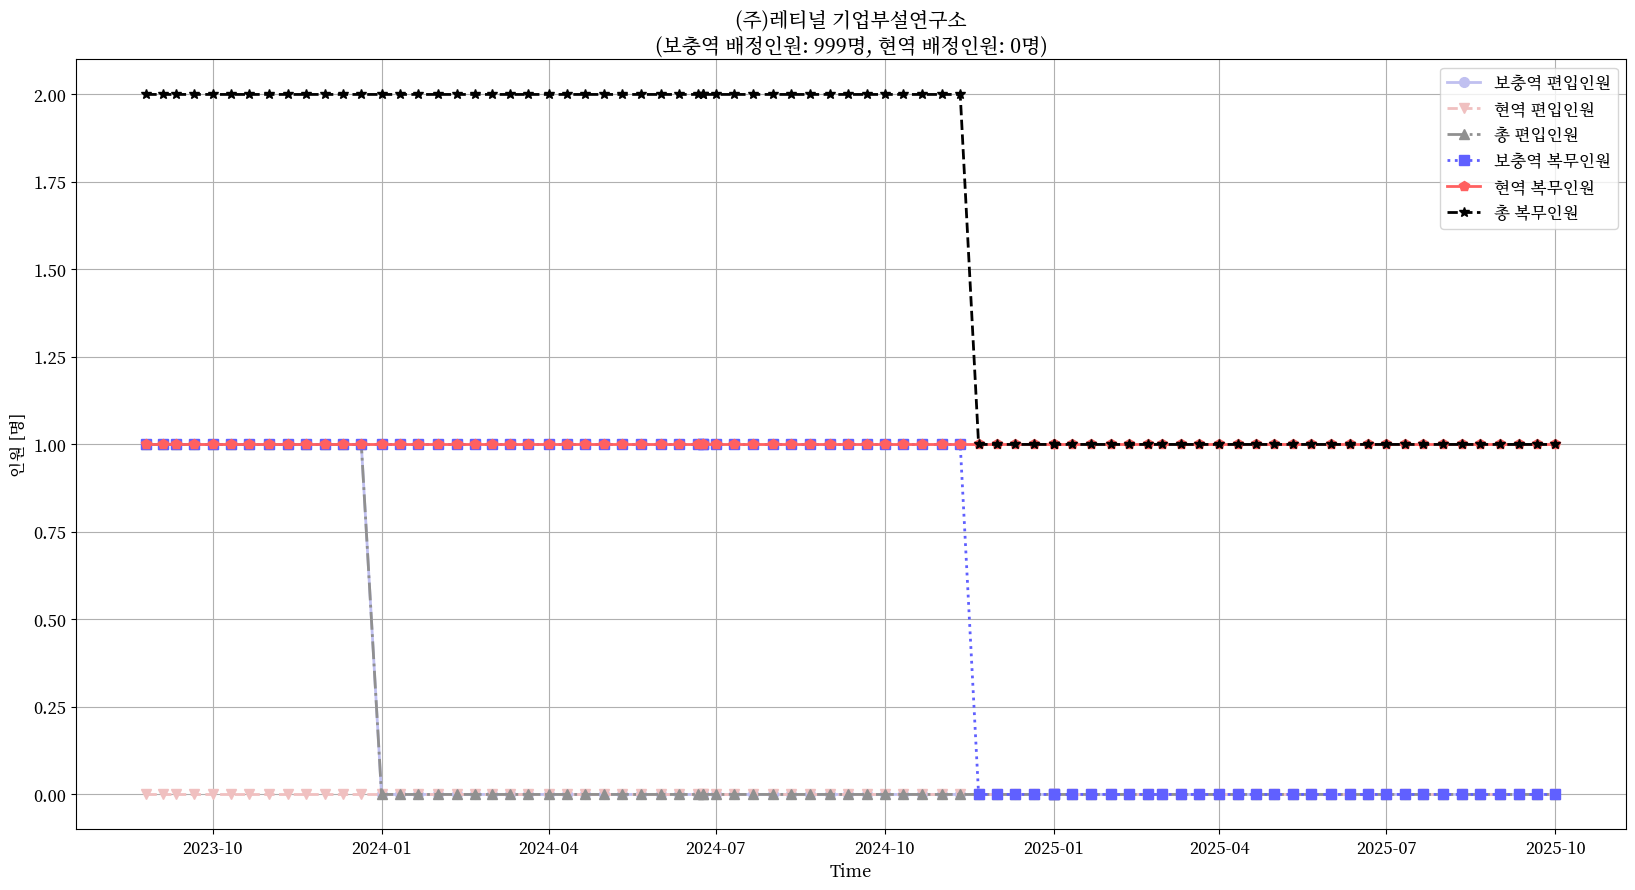 (주)레티널 기업부설연구소
(보충역 배정인원: 999명, 현역 배정인원: 0명)
보충역 편입인원
현역 편입인원
총 편입인원
보충역 복무인원
현역 복무인원
총 복무인원
2.00
1.75
1.50
1.25
1.00
0.75
0.50
0.25
0.00
인원 [명]
2023-10
2024-01
2024-04
2024-07
2024-10
2025-01
2025-04
2025-07
2025-10
Time